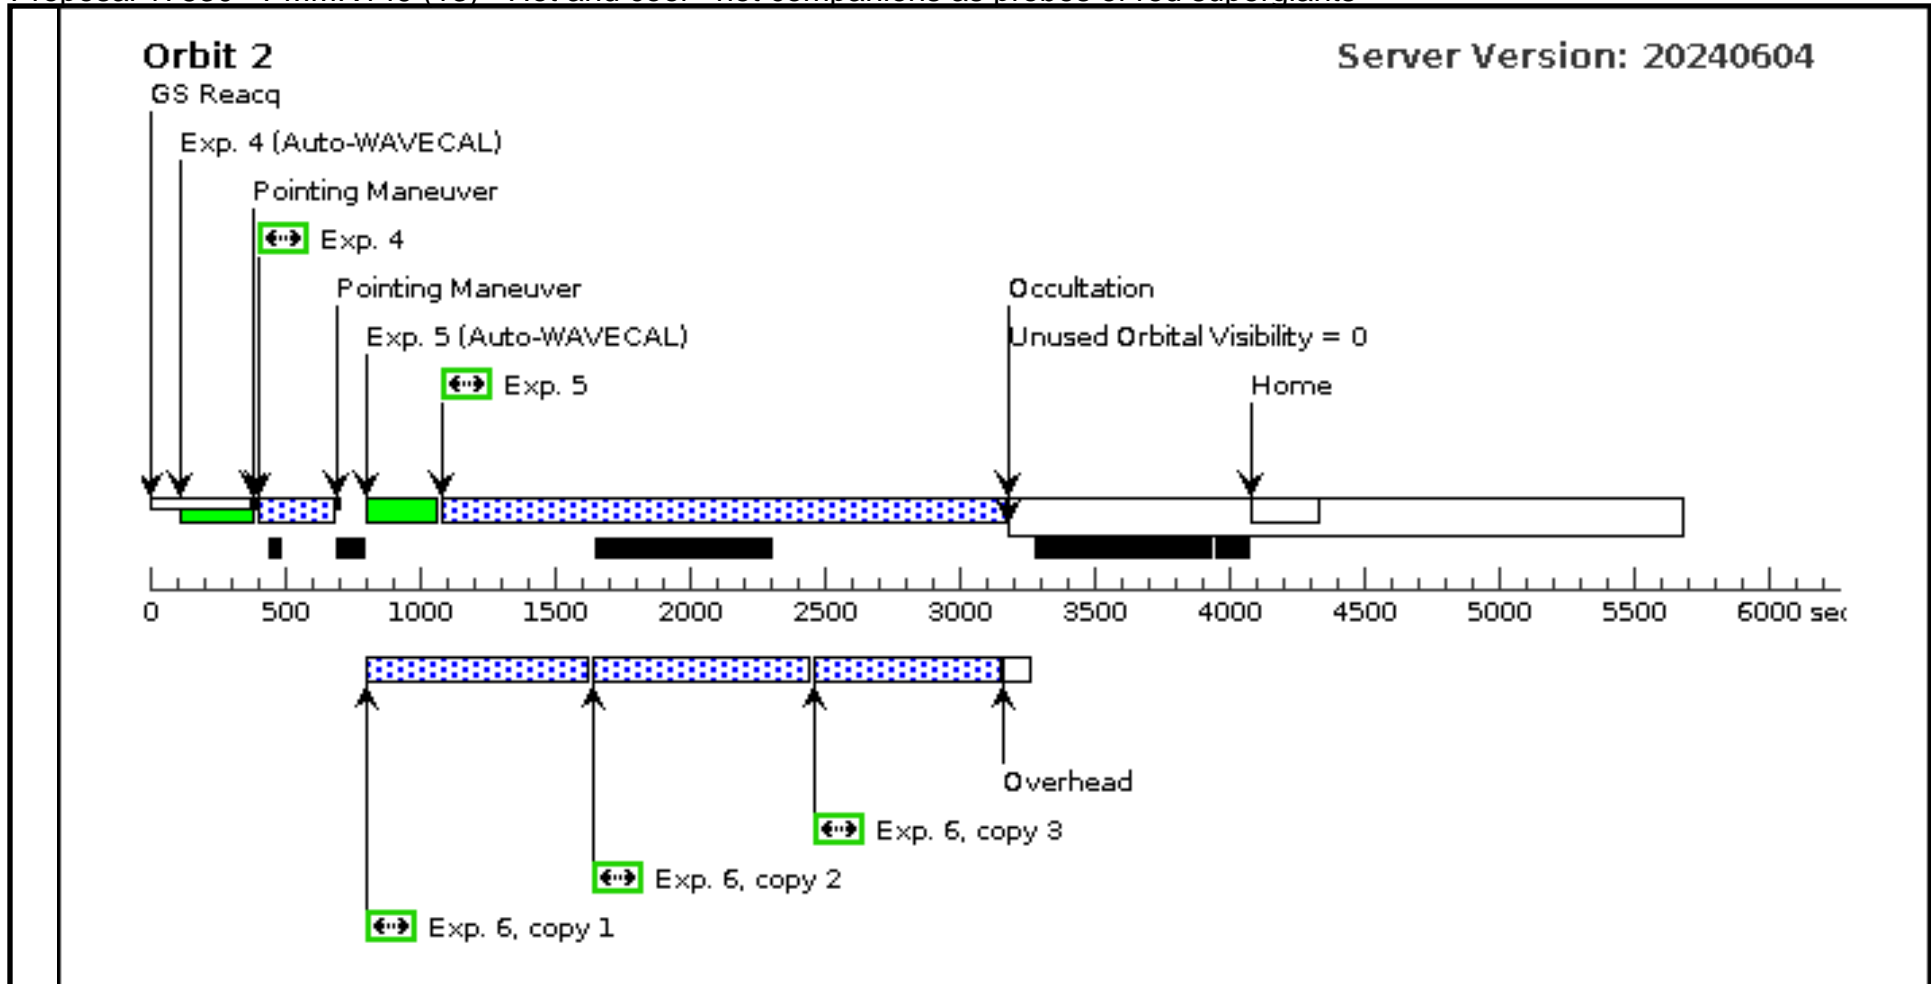 Orbit 2
Server Version: 20240604
GS Reacq
Exp. 4 (Auto-WAVECAL)
Pointing Maneuver
Exp. 4
Pointing Maneuver
Occultation
Exp. 5 (Auto-WAVECAL)
Unused Orbital Visibility = 0
Exp. 5
Home
0 500 1000 1500 2000 2500 3000 3500 4000 4500 5000 5500 6000 sec
Overhead
Exp. 6, copy 3
Exp. 6, copy 2
Exp. 6, copy 1